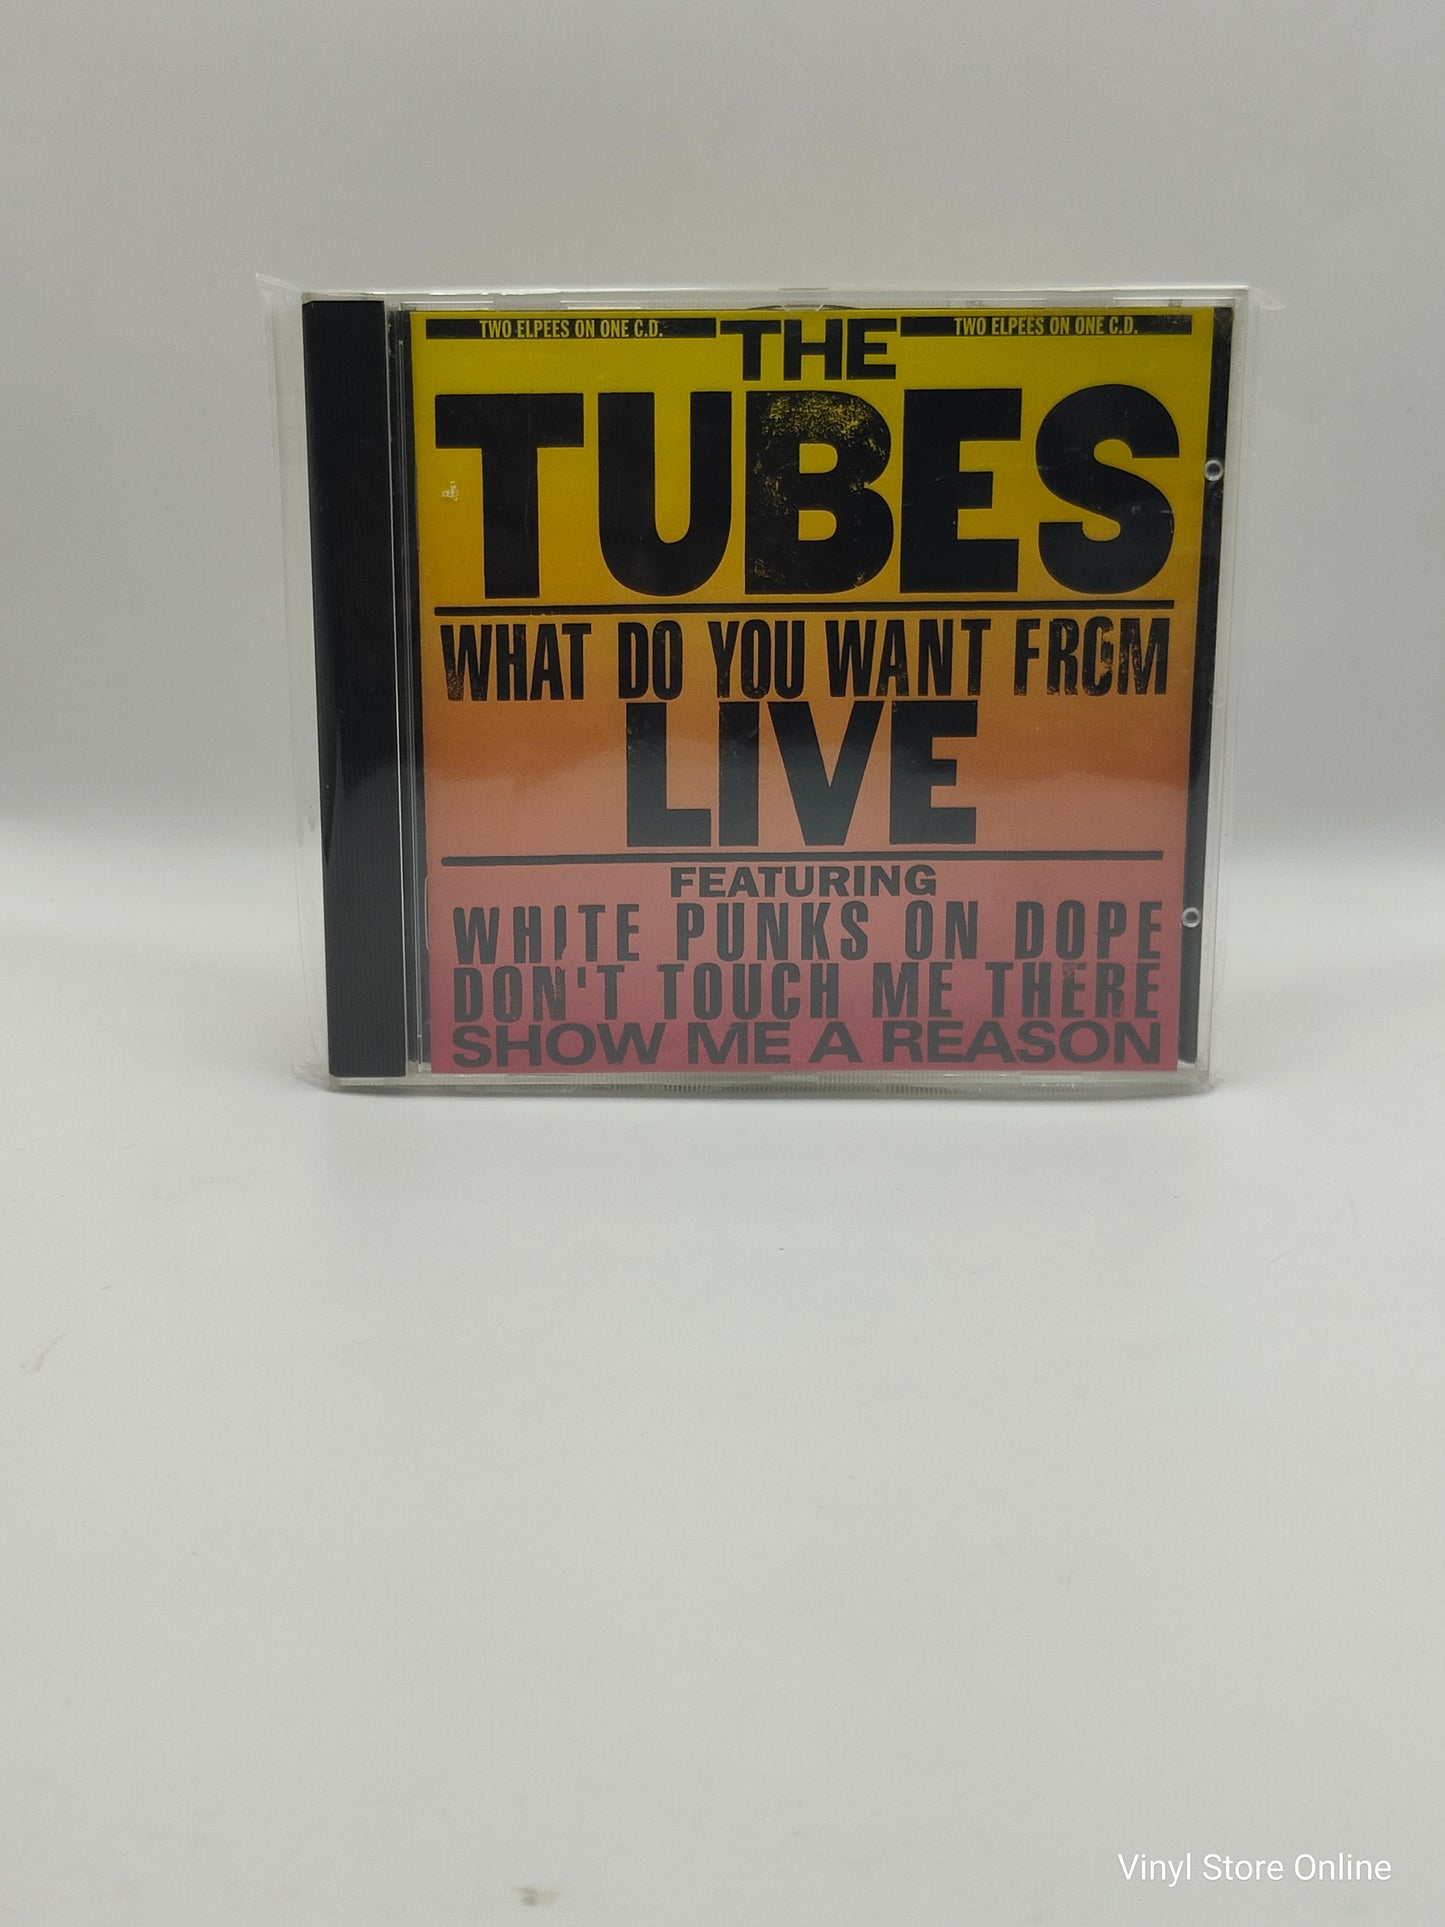 TWO ELPEES ON ONE C.D. THE TWO ELPEES ON ONE C.D.
TUBES
WHAT DO YOU WANT FROM
LIVE
FEATURING
WHITE PUNKS ON DOPE
DON'T TOUCH ME THERE
SHOW ME A REASON
Vinyl Store Online